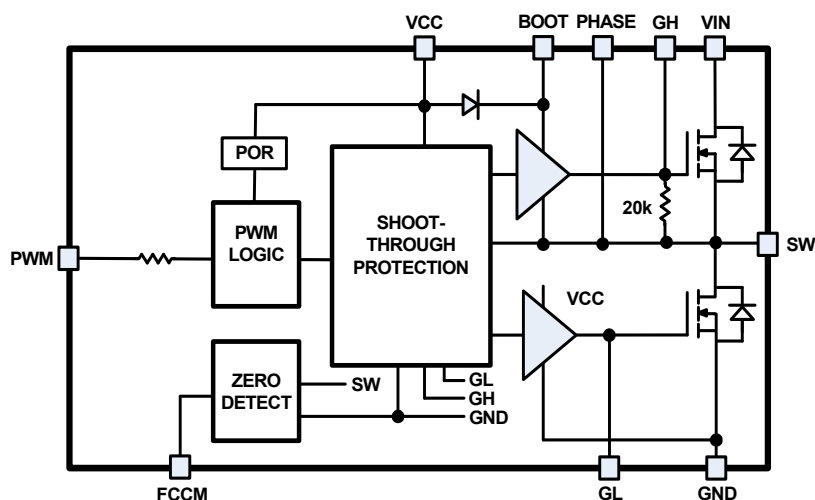 VCC
BOOT
PHASE
GH
VIN
POR
PWM
PWM
LOGIC
SHOOT-
THROUGH
PROTECTION
20k
SW
VCC
ZERO
DETECT
SW
GL
GH
GND
FCCM
GL
GND